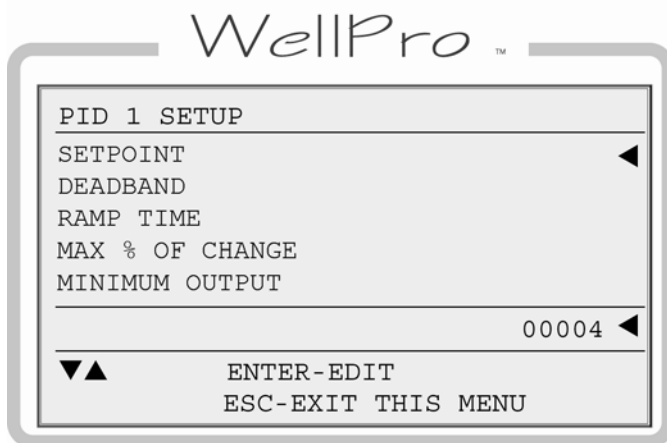 WellPro ™
PID 1 SETUP
SETPOINT ◀
DEADBAND
RAMP TIME
MAX % OF CHANGE
MINIMUM OUTPUT
00004 ◀
▼▲ ENTER-EDIT
ESC-EXIT THIS MENU